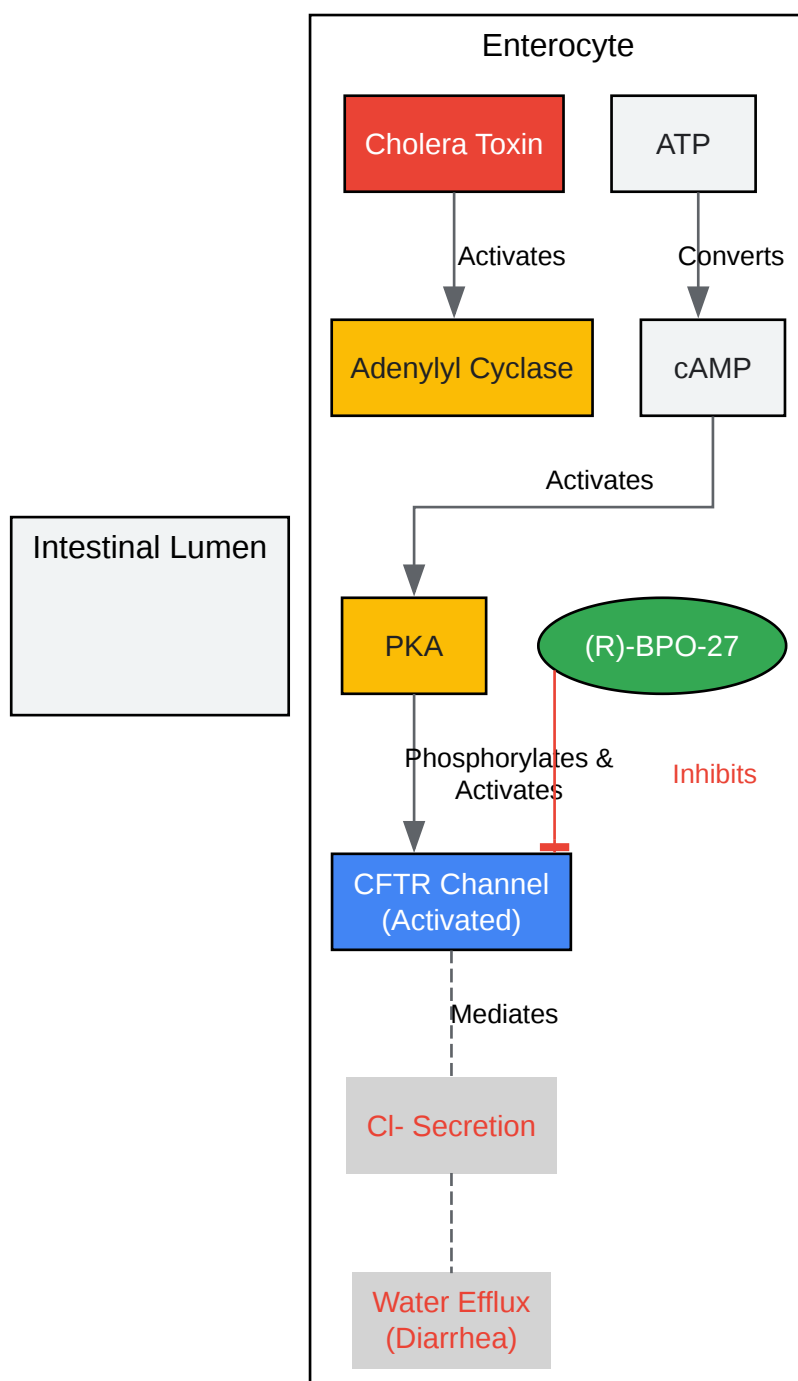 Enterocyte
Cholera Toxin
ATP
Activates
Converts
Adenylyl Cyclase
cAMP
Activates
Intestinal Lumen
PKA
(R)-BPO-27
Phosphorylates &
Activates
Inhibits
CFTR Channel
(Activated)
Mediates
Cl- Secretion
Water Efflux
(Diarrhea)